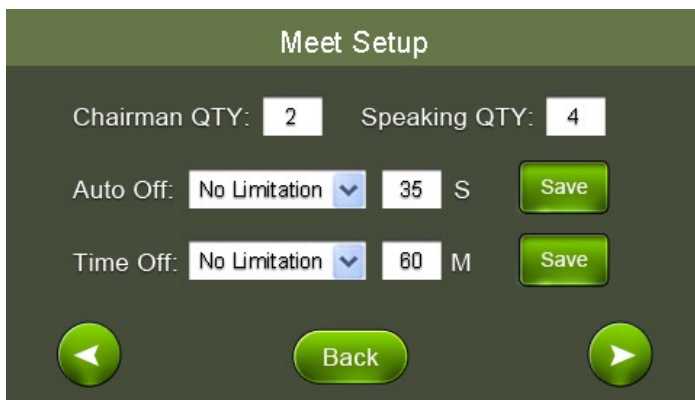 Meet Setup
Chairman QTY: 2 Speaking QTY: 4
Auto Off: No Limitation 35 S Save
Time Off: No Limitation 60 M Save
Back